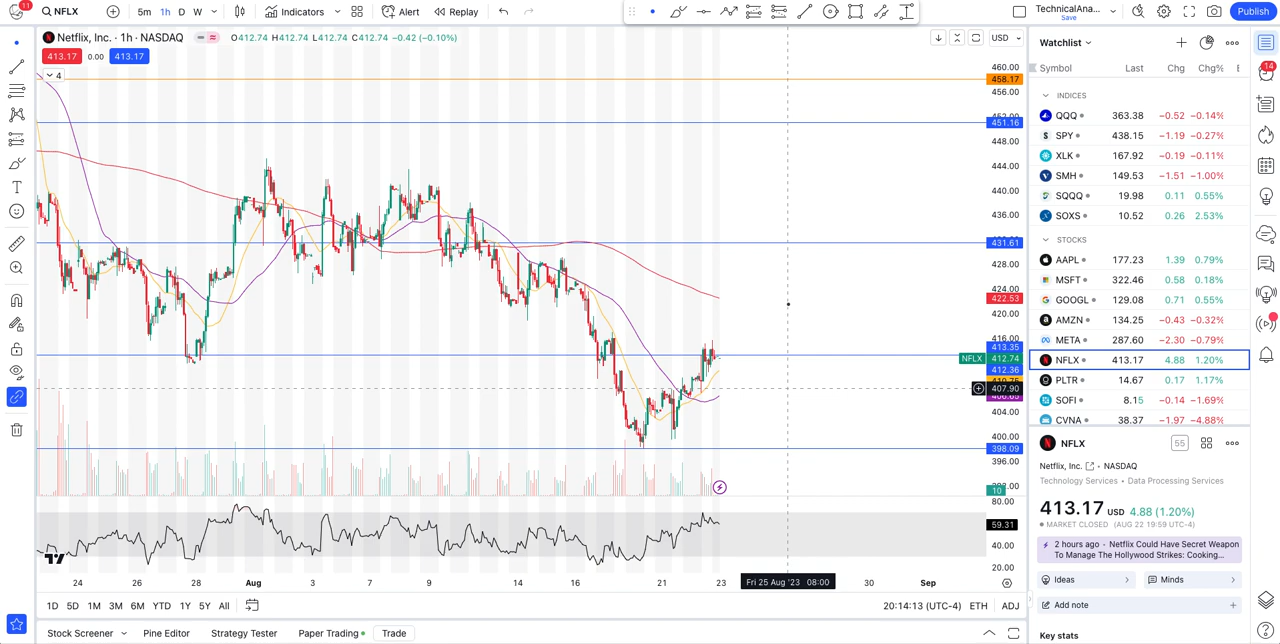 11
NFLX
5m 1h D W
Indicators
Alert
Replay
TechnicalAna...
Save
Publish
Netflix, Inc. · 1h · NASDAQ
O412.74 H412.74 L412.74 C412.74 −0.42 (−0.10%)
USD
413.17 0.00 413.17
4
460.00
458.17
456.00
451.16
448.00
444.00
440.00
436.00
431.61
428.00
424.00
422.53
420.00
416.00
413.35
NFLX 412.74
412.36
407.90
404.00
400.00
398.09
396.00
10
80.00
59.31
40.00
20.00
24 26 28 Aug 3 7 9 14 16 21 23 Fri 25 Aug '23 08:00 30 Sep
1D 5D 1M 3M 6M YTD 1Y 5Y All
20:14:13 (UTC-4) ETH ADJ
Stock Screener Pine Editor Strategy Tester Paper Trading Trade
Watchlist
Symbol Last Chg Chg%
INDICES
QQQ 363.38 −0.52 −0.14%
SPY 438.15 −1.19 −0.27%
XLK 167.92 −0.19 −0.11%
SMH 149.53 −1.51 −1.00%
SQQQ 19.98 0.11 0.55%
SOXS 10.52 0.26 2.53%
STOCKS
AAPL 177.23 1.39 0.79%
MSFT 322.46 0.58 0.18%
GOOGL 129.08 0.71 0.55%
AMZN 134.25 −0.43 −0.32%
META 287.60 −2.30 −0.79%
NFLX 413.17 4.88 1.20%
PLTR 14.67 0.17 1.17%
SOFI 8.15 −0.14 −1.69%
CVNA 38.37 −1.97 −4.88%
NFLX
55
Netflix, Inc. · NASDAQ
Technology Services • Data Processing Services
413.17 USD 4.88 (1.20%)
MARKET CLOSED (AUG 22 19:59 UTC-4)
2 hours ago · Netflix Could Have Secret Weapon
To Manage The Hollywood Strikes: Cooking...
Ideas
Minds
Add note
Key stats
14